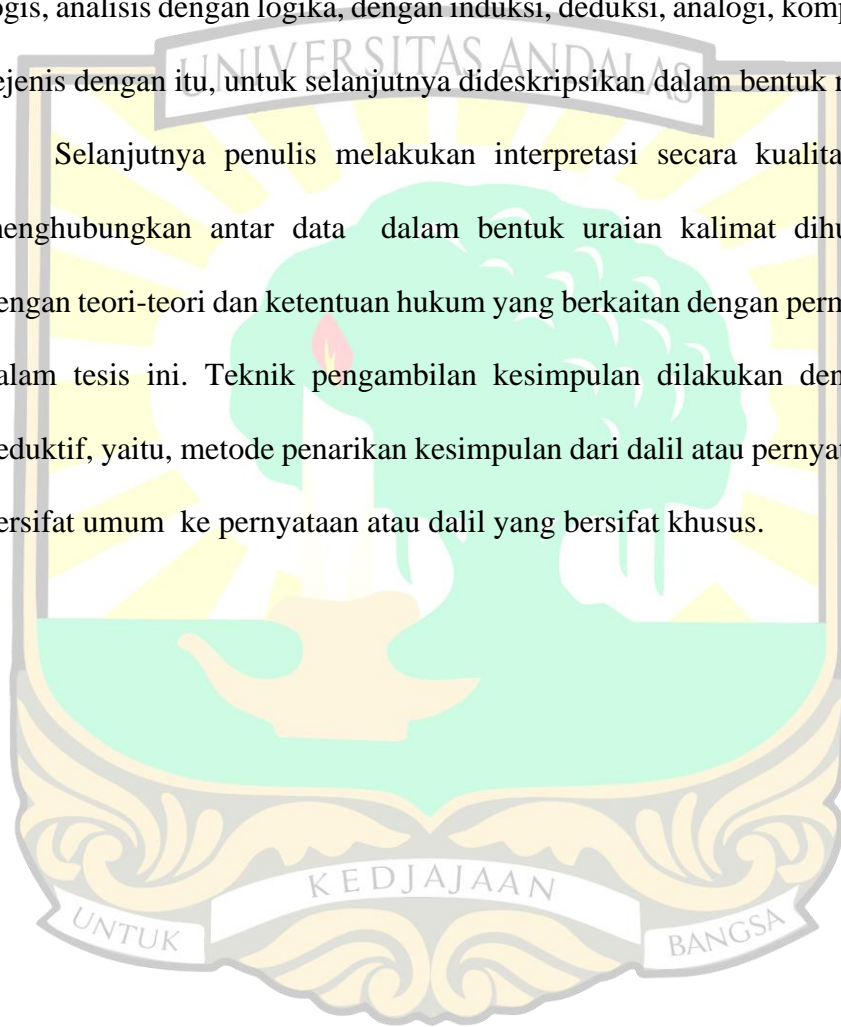 ogis, analisis dengan logika, dengan induksi, deduksi, analogi, komp
ejenis dengan itu, untuk selanjutnya dideskripsikan dalam bentuk
UNIVERSITAS ANDALAS
Selanjutnya penulis melakukan interpretasi secara kualita
menghubungkan antar data dalam bentuk uraian kalimat dihu
engan teori-teori dan ketentuan hukum yang berkaitan dengan perm
alam tesis ini. Teknik pengambilan kesimpulan dilakukan den
eduktif, yaitu, metode penarikan kesimpulan dari dalil atau pernyat
ersifat umum ke pernyataan atau dalil yang bersifat khusus.
KEDJAJAAN
UNTUK
BANGSA